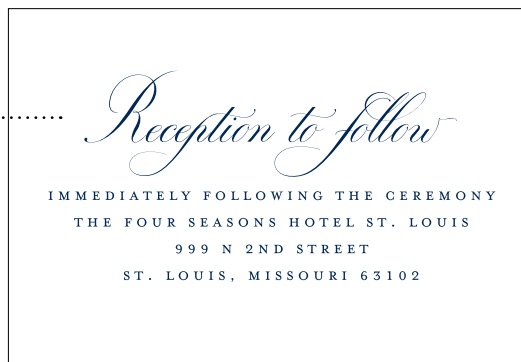 Reception to follow
IMMEDIATELY FOLLOWING THE CEREMONY
THE FOUR SEASONS HOTEL ST. LOUIS
999 N 2ND STREET
ST. LOUIS, MISSOURI 63102